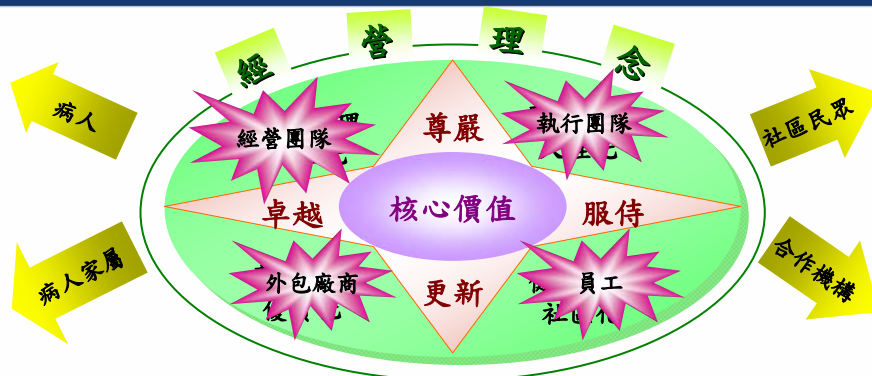 經營理念
病人
經營團隊
尊嚴
執行團隊
社區民眾
卓越
核心價值
服侍
病人家屬
外包廠商
更新
員工
合作機構